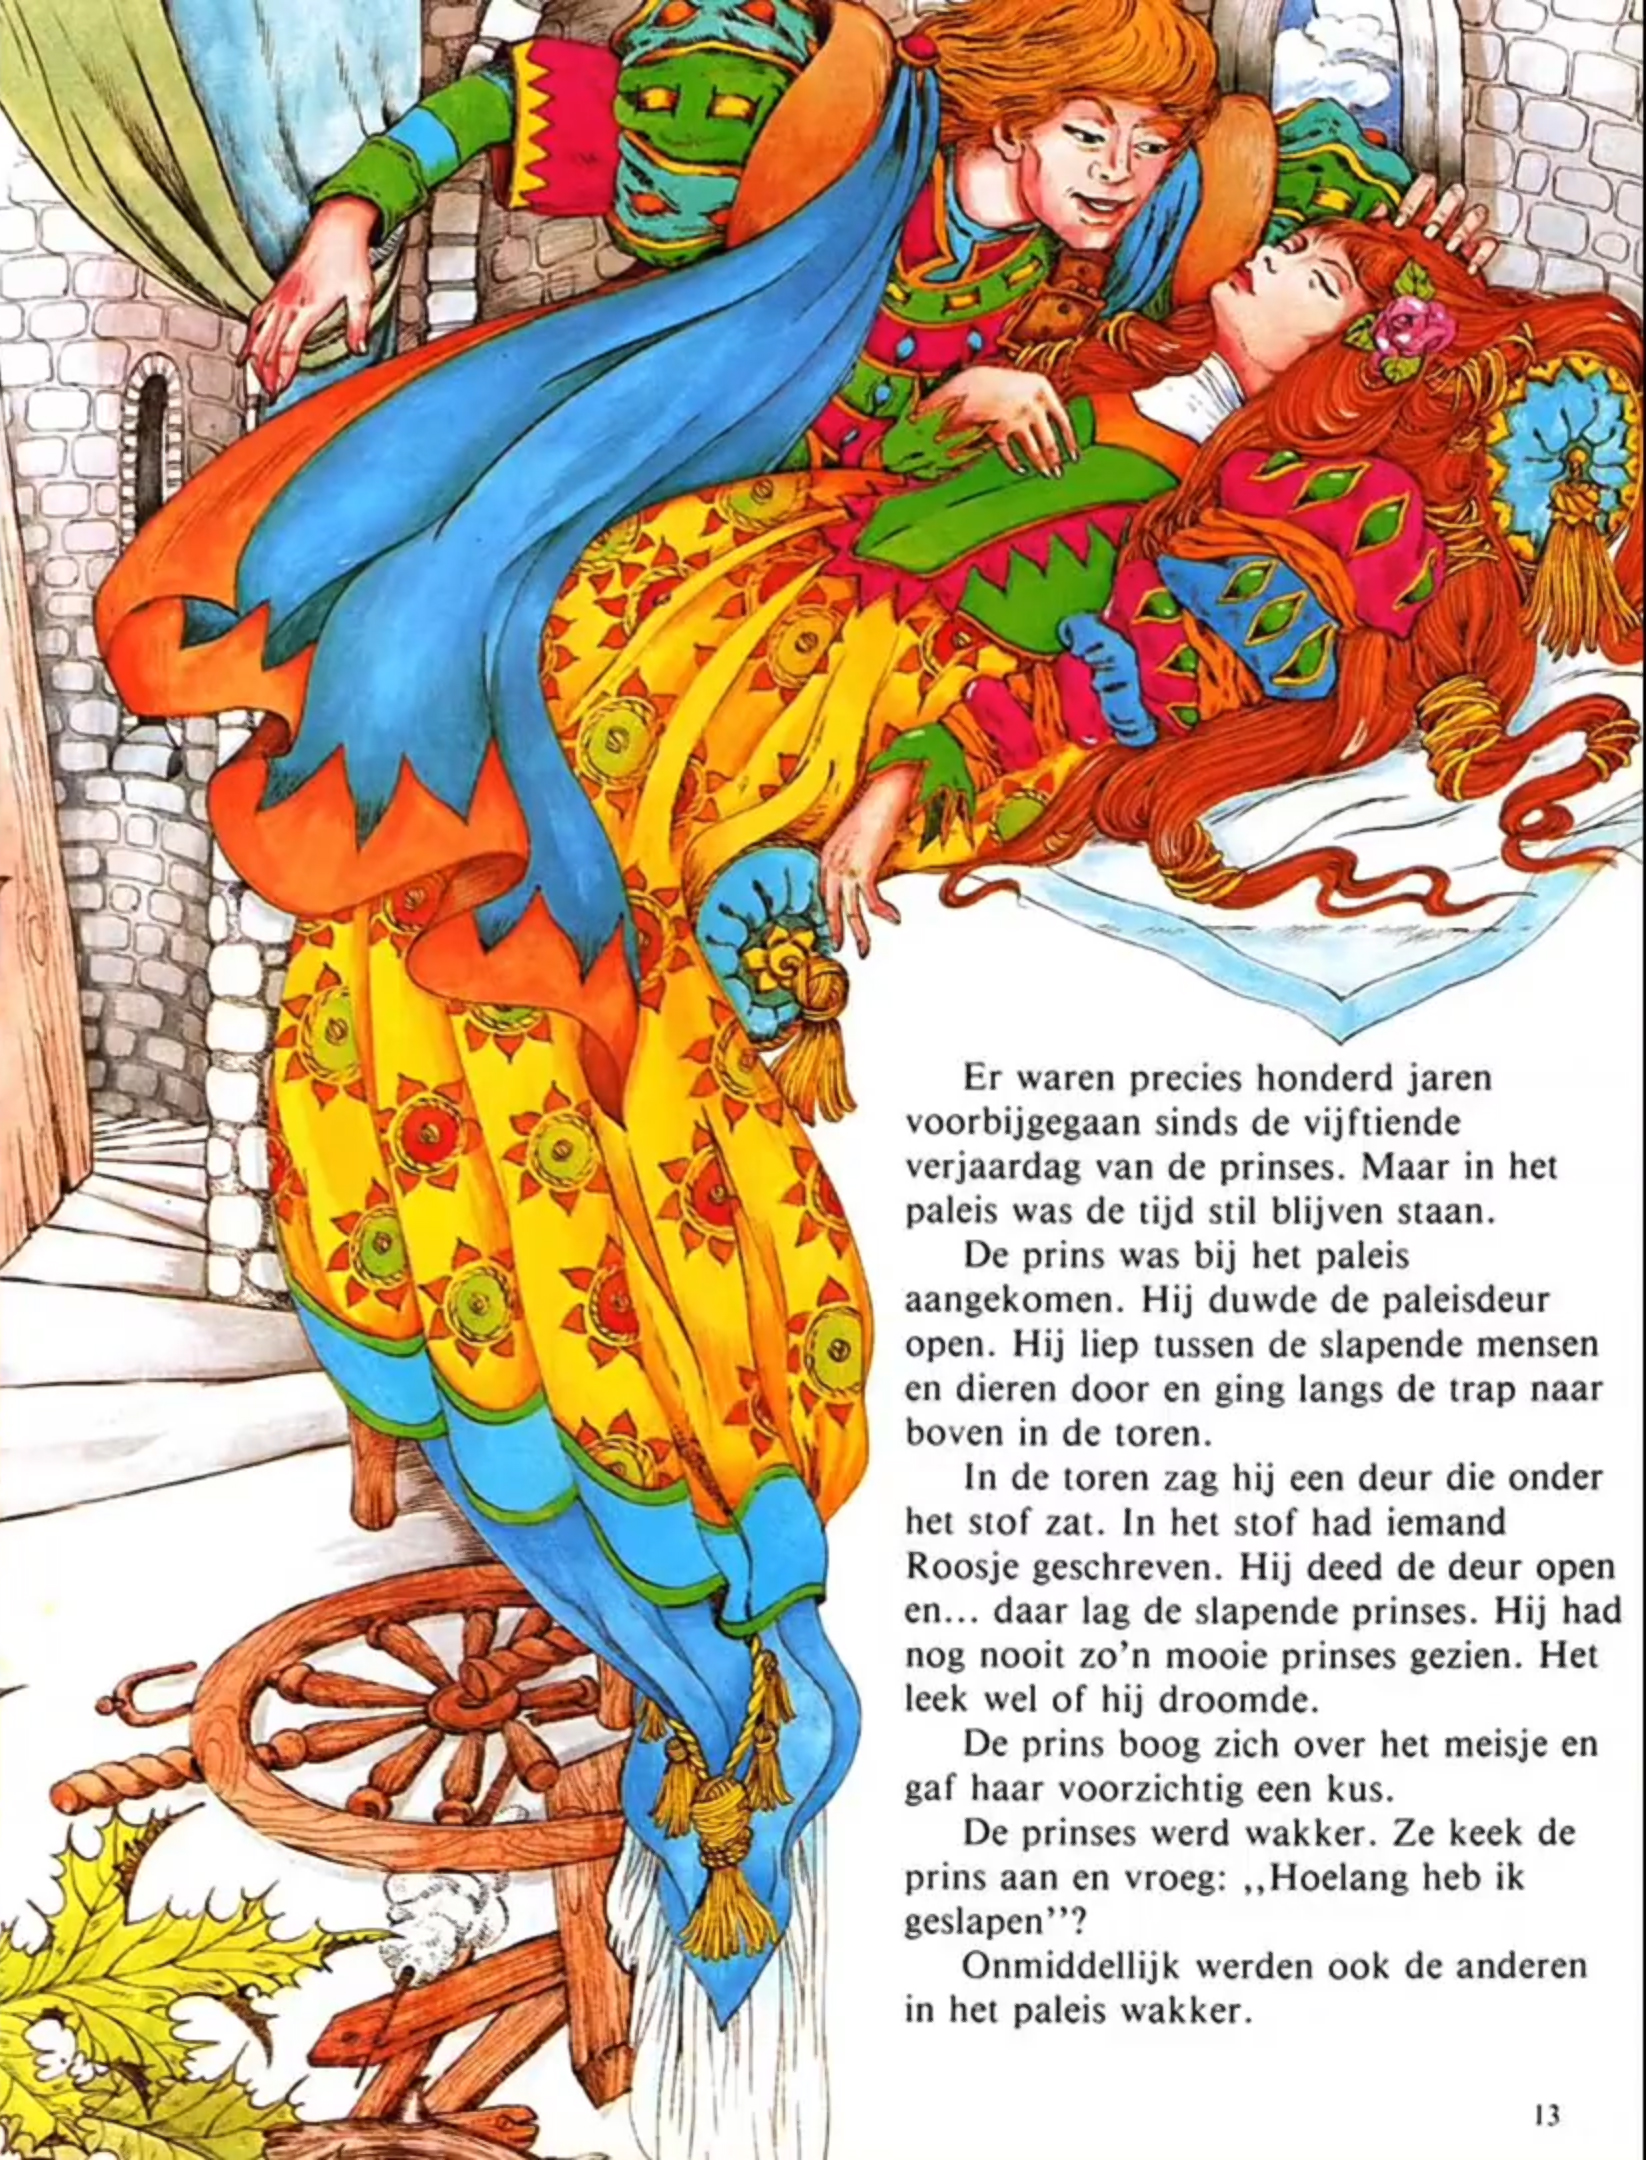 Er waren precies honderd jaren
voorbijgegaan sinds de vijftiende
verjaardag van de prinses. Maar in het
paleis was de tijd stil blijven staan.
De prins was bij het paleis
aangekomen. Hij duwde de paleisdeur
open. Hij liep tussen de slapende mensen
en dieren door en ging langs de trap naar
boven in de toren.
In de toren zag hij een deur die onder
het stof zat. In het stof had iemand
Roosje geschreven. Hij deed de deur open
en... daar lag de slapende prinses. Hij had
nog nooit zo'n mooie prinses gezien. Het
leek wel of hij droomde.
De prins boog zich over het meisje en
gaf haar voorzichtig een kus.
De prinses werd wakker. Ze keek de
prins aan en vroeg: ,,Hoelang heb ik
geslapen''?
Onmiddellijk werden ook de anderen
in het paleis wakker.
13